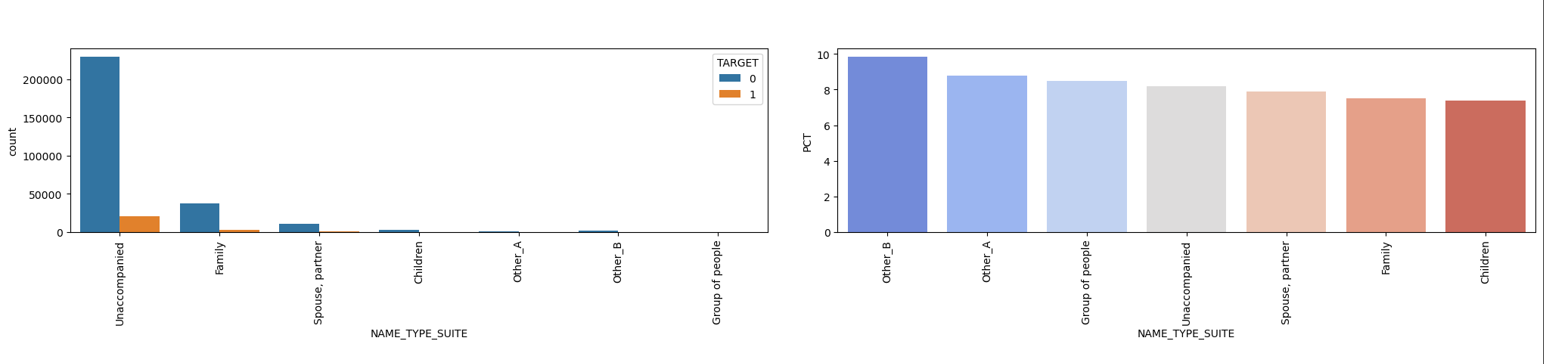 count
200000
150000
100000
50000
0
TARGET
0
1
Unaccompanied
Family
Spouse, partner
Children
Other_A
Other_B
Group of people
NAME_TYPE_SUITE
PCT
10
8
6
4
2
0
Other_B
Other_A
Group of people
Unaccompanied
Spouse, partner
Family
Children
NAME_TYPE_SUITE